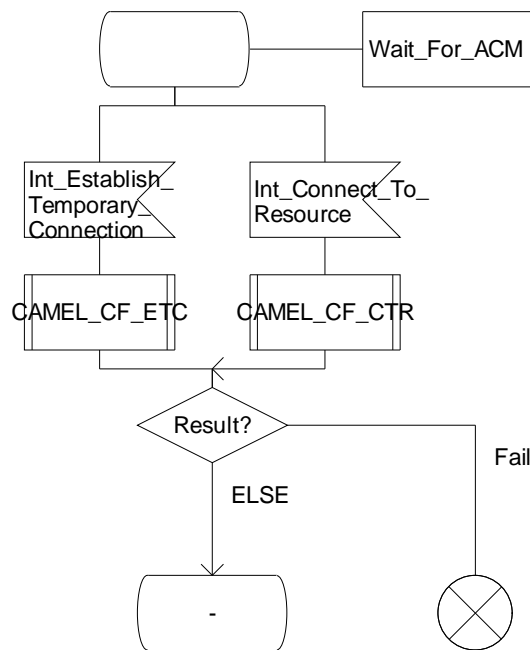 Wait_For_ACM
Int_Establish_
Temporary_
Connection
Int_Connect_To_
Resource
CAMEL_CF_ETC
CAMEL_CF_CTR
Result?
Fail
ELSE
-